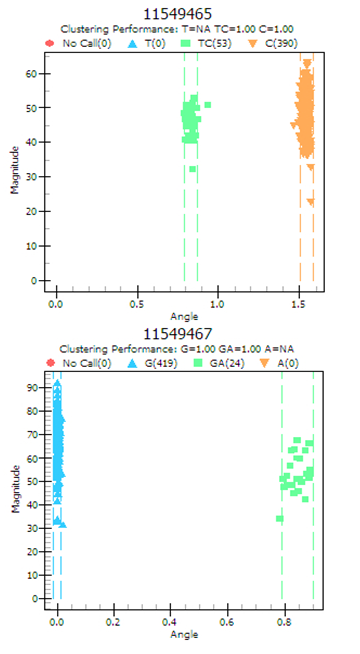 11549465
Clustering Performance: T=NA TC=1.00 C=1.00
No Call(0) T(0) TC(53) C(390)
60
50
40
30
20
10
0
Magnitude
0.0 0.5 1.0 1.5
Angle
11549467
Clustering Performance: G=1.00 GA=1.00 A=NA
No Call(0) G(419) GA(24) A(0)
90
80
70
60
50
40
30
20
10
0
Magnitude
0.0 0.2 0.4 0.6 0.8
Angle